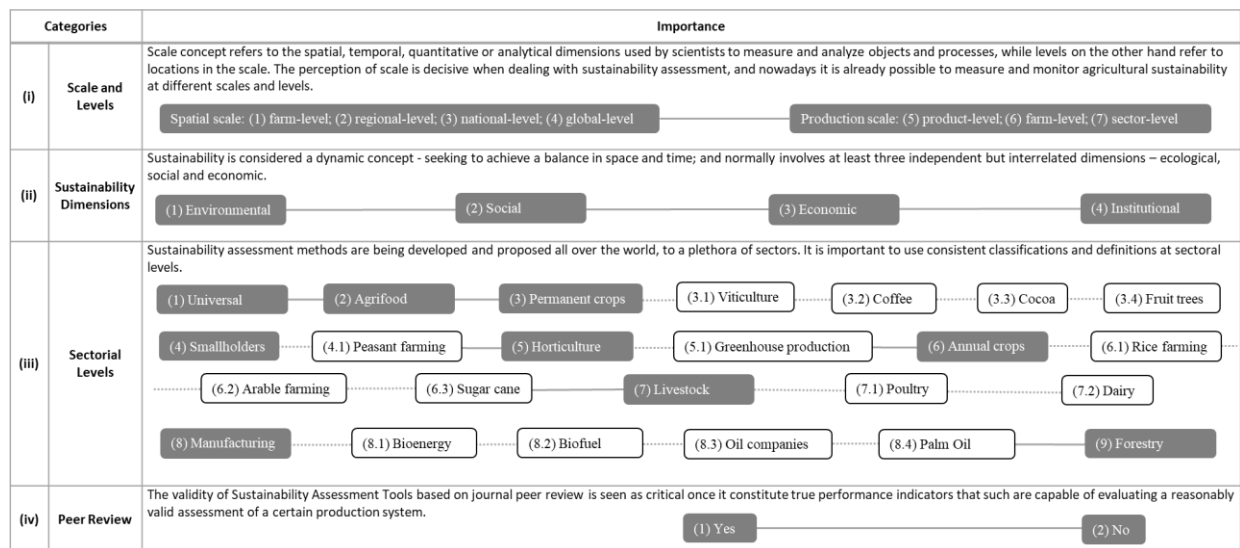 Categories
Importance
(i)
Scale and
Levels
Scale concept refers to the spatial, temporal, quantitative or analytical dimensions used by scientists to measure and analyze objects and processes, while levels on the other hand refer to
locations in the scale. The perception of scale is decisive when dealing with sustainability assessment, and nowadays it is already possible to measure and monitor agricultural sustainability
at different scales and levels.
Spatial scale: (1) farm-level; (2) regional-level; (3) national-level; (4) global-level
Production scale: (5) product-level; (6) farm-level; (7) sector-level
(ii)
Sustainability
Dimensions
Sustainability is considered a dynamic concept - seeking to achieve a balance in space and time; and normally involves at least three independent but interrelated dimensions – ecological,
social and economic.
(1) Environmental
(2) Social
(3) Economic
(4) Institutional
(iii)
Sectorial
Levels
Sustainability assessment methods are being developed and proposed all over the world, to a plethora of sectors. It is important to use consistent classifications and definitions at sectoral
levels.
(1) Universal
(2) Agrifood
(3) Permanent crops
(3.1) Viticulture
(3.2) Coffee
(3.3) Cocoa
(3.4) Fruit trees
(4) Smallholders
(4.1) Peasant farming
(5) Horticulture
(5.1) Greenhouse production
(6) Annual crops
(6.1) Rice farming
(6.2) Arable farming
(6.3) Sugar cane
(7) Livestock
(7.1) Poultry
(7.2) Dairy
(8) Manufacturing
(8.1) Bioenergy
(8.2) Biofuel
(8.3) Oil companies
(8.4) Palm Oil
(9) Forestry
(iv)
Peer Review
The validity of Sustainability Assessment Tools based on journal peer review is seen as critical once it constitute true performance indicators that such are capable of evaluating a reasonably
valid assessment of a certain production system.
(1) Yes
(2) No